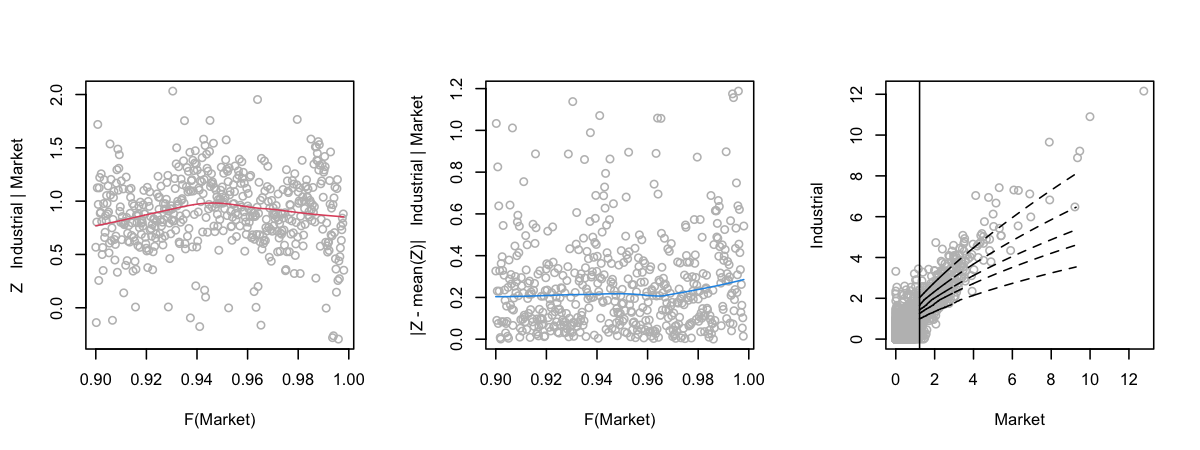 Z   Industrial | Market
0.0 0.5 1.0 1.5 2.0
0.90 0.92 0.94 0.96 0.98 1.00
F(Market)
|Z - mean(Z)|   Industrial | Market
0.0 0.2 0.4 0.6 0.8 1.0 1.2
0.90 0.92 0.94 0.96 0.98 1.00
F(Market)
Industrial
0 2 4 6 8 10 12
0 2 4 6 8 10 12
Market